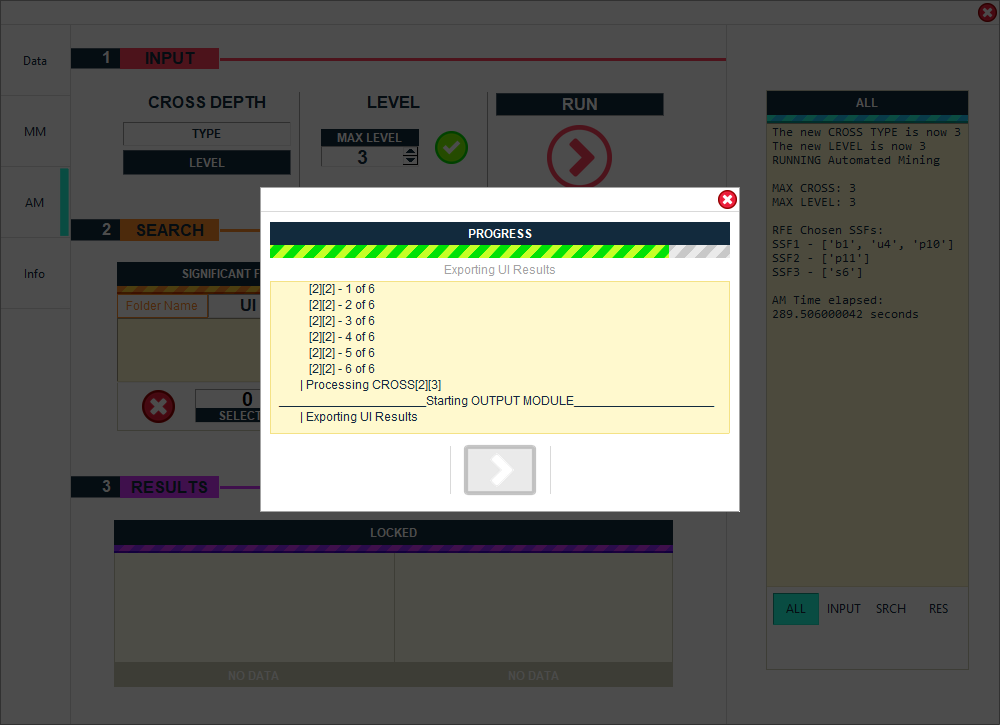 Data
MM
AM
Info
1 INPUT
CROSS DEPTH
TYPE
LEVEL
LEVEL
MAX LEVEL
3
RUN
2 SEARCH
SIGNIFICANT F
Folder Name
UI
0
SELECT
3 RESULTS
LOCKED
NO DATA
NO DATA
PROGRESS
Exporting UI Results
[2][2] - 1 of 6
[2][2] - 2 of 6
[2][2] - 3 of 6
[2][2] - 4 of 6
[2][2] - 5 of 6
[2][2] - 6 of 6
| Processing CROSS[2][3]
______________________Starting OUTPUT MODULE_____________________
| Exporting UI Results
ALL
The new CROSS TYPE is now 3
The new LEVEL is now 3
RUNNING Automated Mining
MAX CROSS: 3
MAX LEVEL: 3
RFE Chosen SSFs:
SSF1 - ['b1', 'u4', 'p10']
SSF2 - ['p11']
SSF3 - ['s6']
AM Time elapsed:
289.506000042 seconds
ALL INPUT SRCH RES